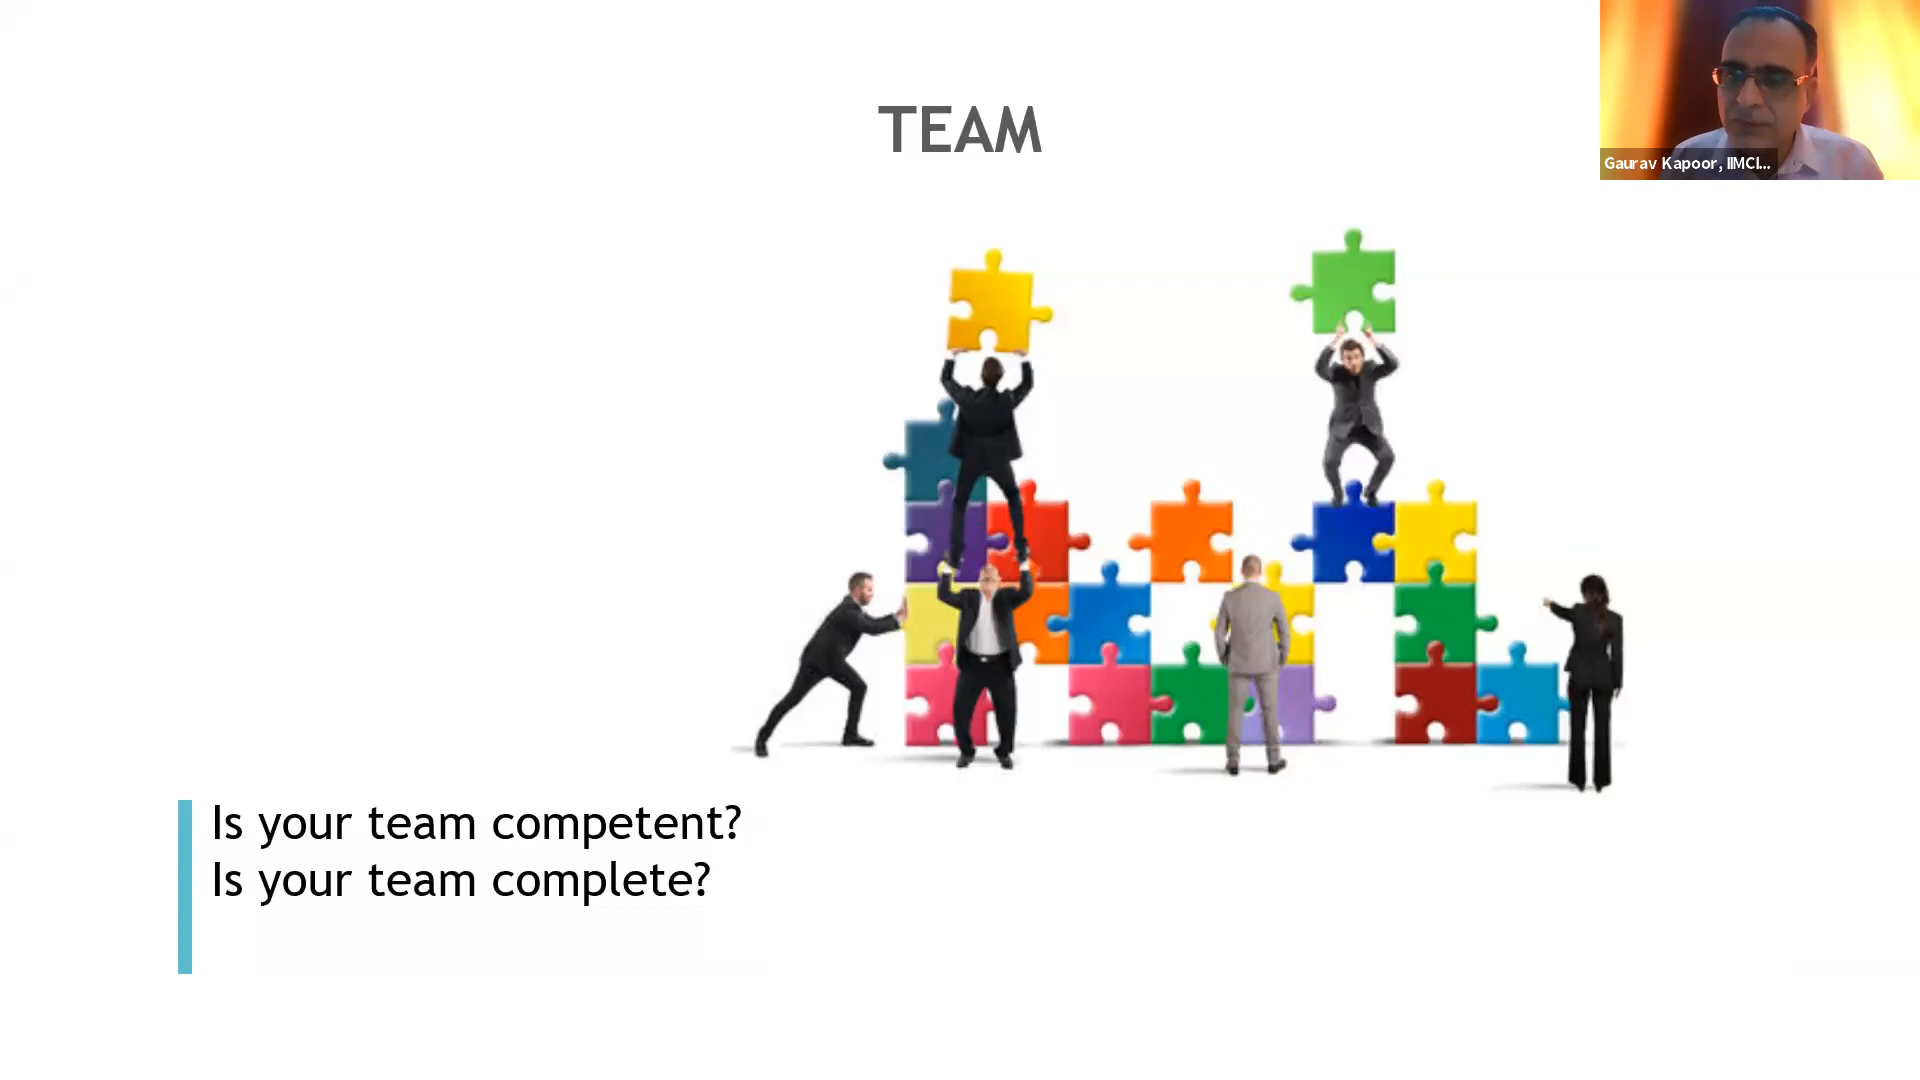 TEAM
Gaurav Kapoor, IIMCI...
Is your team competent?
Is your team complete?